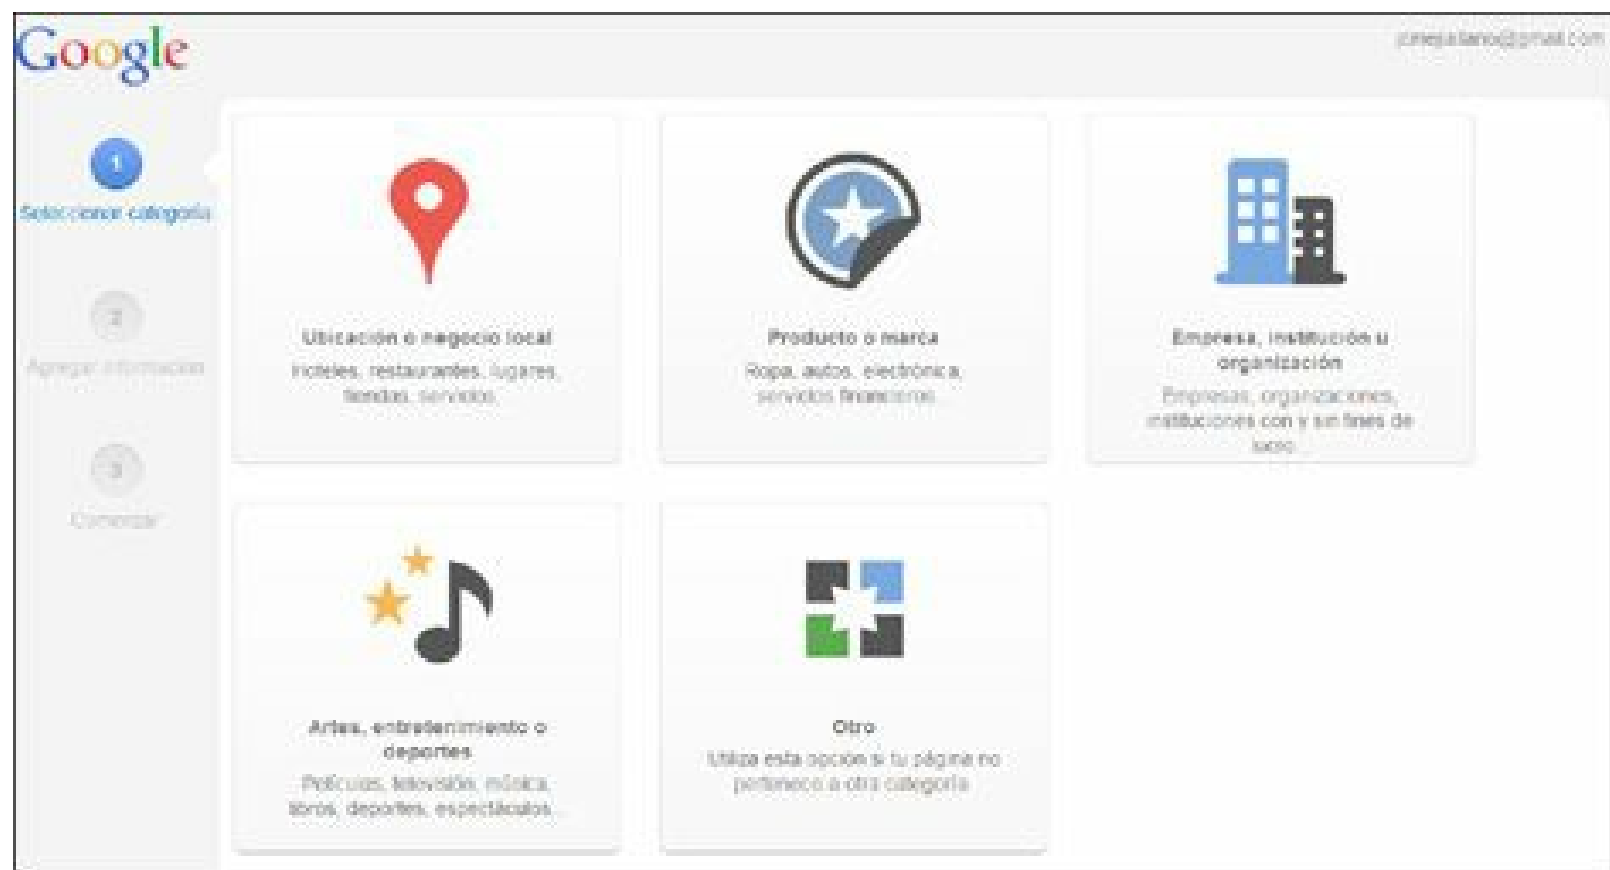 Google
1
Seleccionar categoría
2
Agregar información
3
Comenzar
Ubicación o negocio local
Hoteles, restaurantes, lugares,
tiendas, servicios.
Producto o marca
Ropa, autos, electrónica,
servicios financieros...
Empresa, institución u
organización
Empresas, organizaciones,
instituciones con y sin fines de
lucro...
Artes, entretenimiento o
deportes
Películas, televisión, música,
libros, deportes, espectáculos...
Otro
Utiliza esta opción si tu página no
pertenece a otra categoría